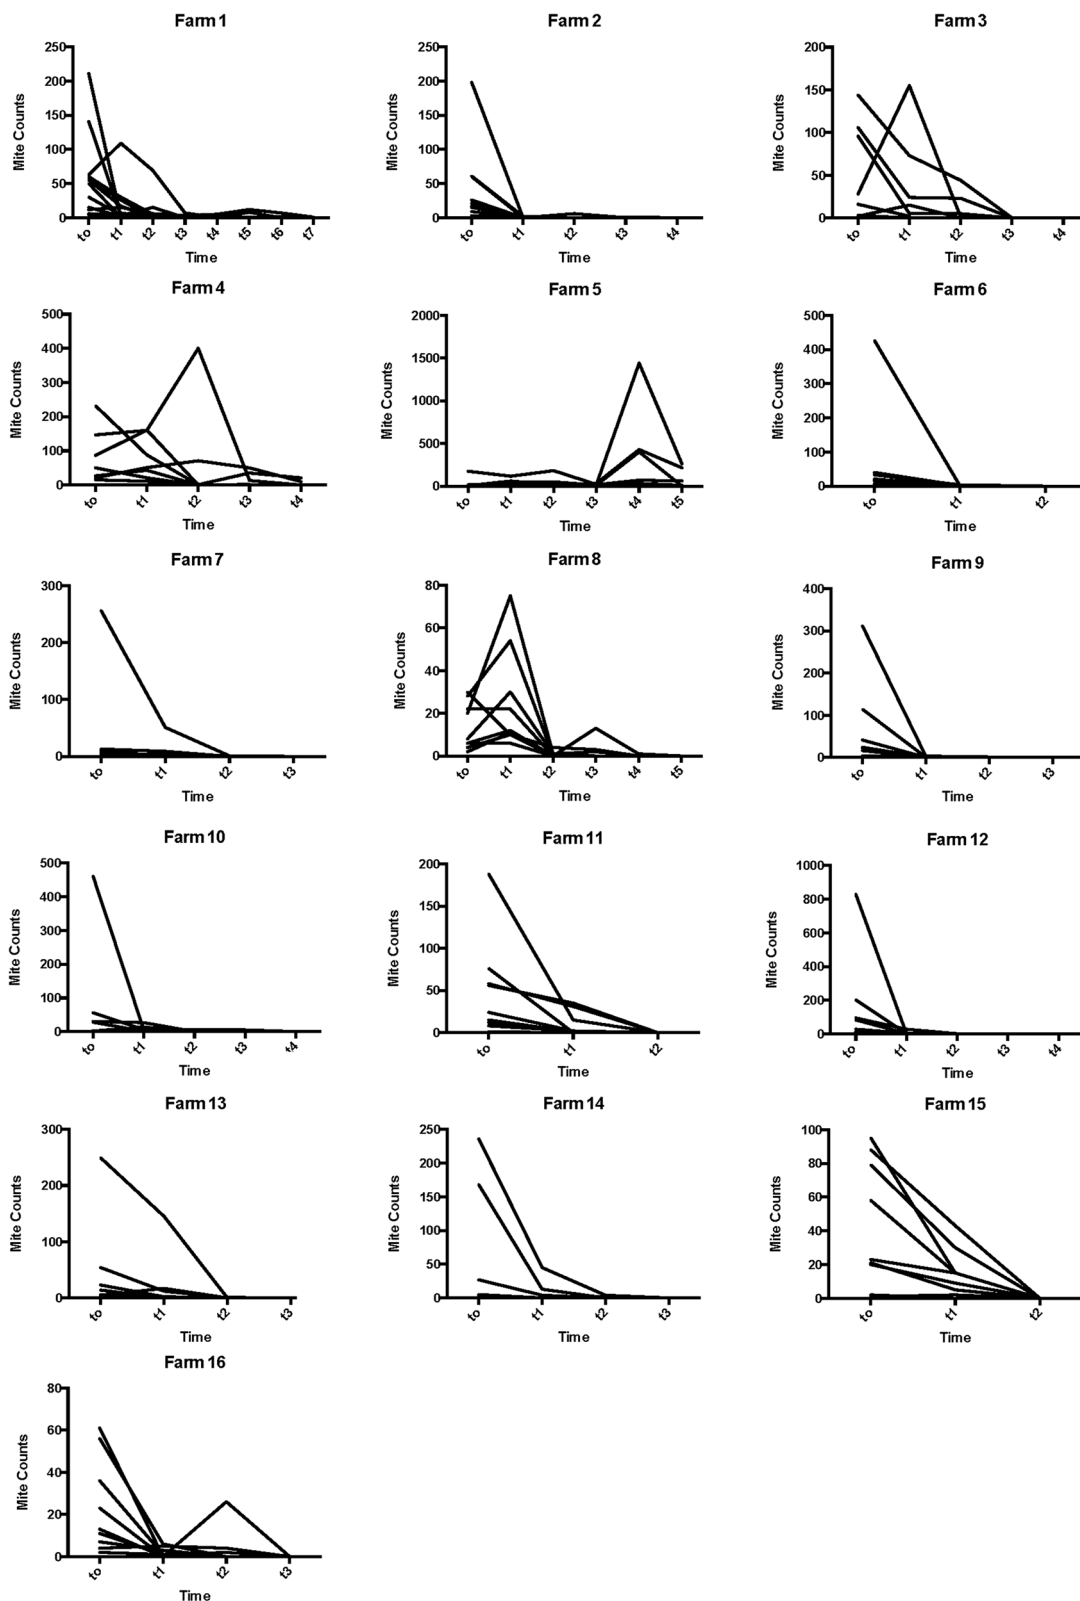 Farm 1
250
200
150
100
50
0
Mite Counts
to t1 t2 t3 t4 t5 t6 t7
Time
Farm 2
250
200
150
100
50
0
Mite Counts
to t1 t2 t3 t4
Time
Farm 3
200
150
100
50
0
Mite Counts
to t1 t2 t3 t4
Time
Farm 4
500
400
300
200
100
0
Mite Counts
to t1 t2 t3 t4
Time
Farm 5
2000
1500
1000
500
0
Mite Counts
to t1 t2 t3 t4 t5
Time
Farm 6
500
400
300
200
100
0
Mite Counts
to t1 t2
Time
Farm 7
300
200
100
0
Mite Counts
to t1 t2 t3
Time
Farm 8
80
60
40
20
0
Mite Counts
to t1 t2 t3 t4 t5
Time
Farm 9
400
300
200
100
0
Mite Counts
to t1 t2 t3
Time
Farm 10
500
400
300
200
100
0
Mite Counts
to t1 t2 t3 t4
Time
Farm 11
200
150
100
50
0
Mite Counts
to t1 t2
Time
Farm 12
1000
800
600
400
200
0
Mite Counts
to t1 t2 t3 t4
Time
Farm 13
300
200
100
0
Mite Counts
to t1 t2 t3
Time
Farm 14
250
200
150
100
50
0
Mite Counts
to t1 t2 t3
Time
Farm 15
100
80
60
40
20
0
Mite Counts
to t1 t2
Time
Farm 16
80
60
40
20
0
Mite Counts
to t1 t2 t3
Time